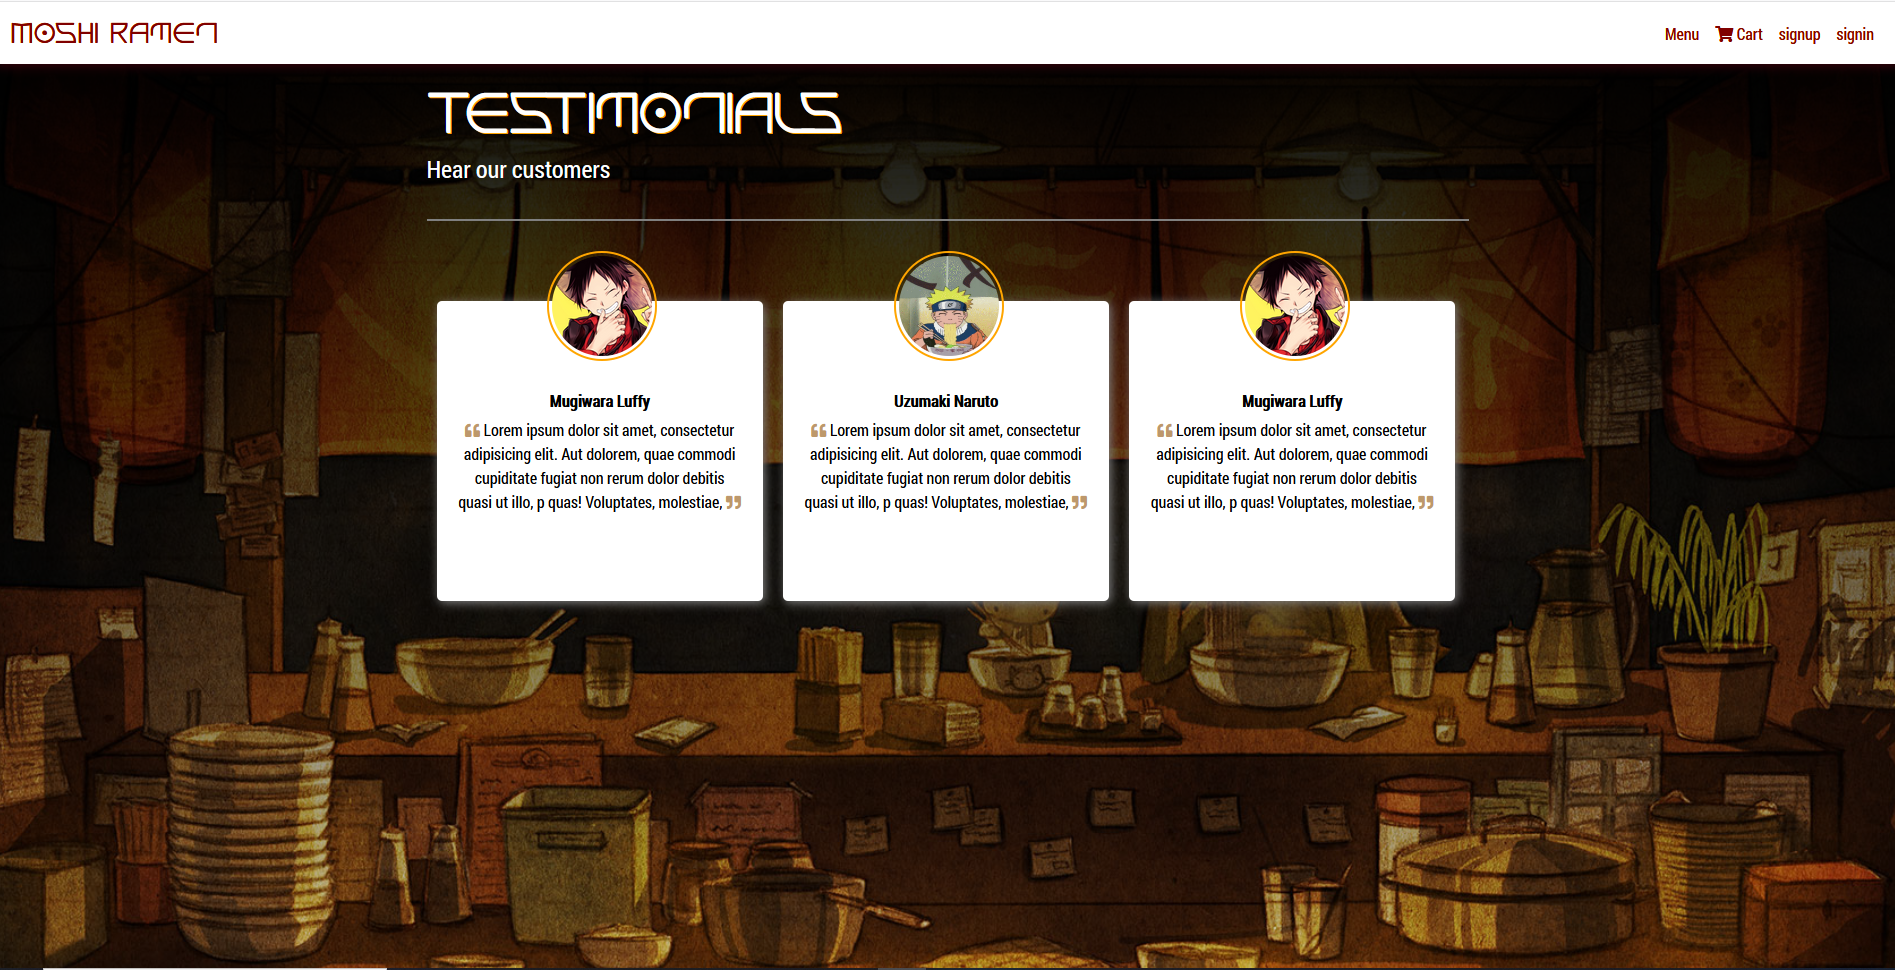 MOSHI RAMEN
Menu Cart signup signin
TESTIMONIALS
Hear our customers
Mugiwara Luffy
“ Lorem ipsum dolor sit amet, consectetur
adipisicing elit. Aut dolorem, quae commodi
cupiditate fugiat non rerum dolor debitis
quasi ut illo, p quas! Voluptates, molestiae, ”
Uzumaki Naruto
“ Lorem ipsum dolor sit amet, consectetur
adipisicing elit. Aut dolorem, quae commodi
cupiditate fugiat non rerum dolor debitis
quasi ut illo, p quas! Voluptates, molestiae, ”
Mugiwara Luffy
“ Lorem ipsum dolor sit amet, consectetur
adipisicing elit. Aut dolorem, quae commodi
cupiditate fugiat non rerum dolor debitis
quasi ut illo, p quas! Voluptates, molestiae, ”